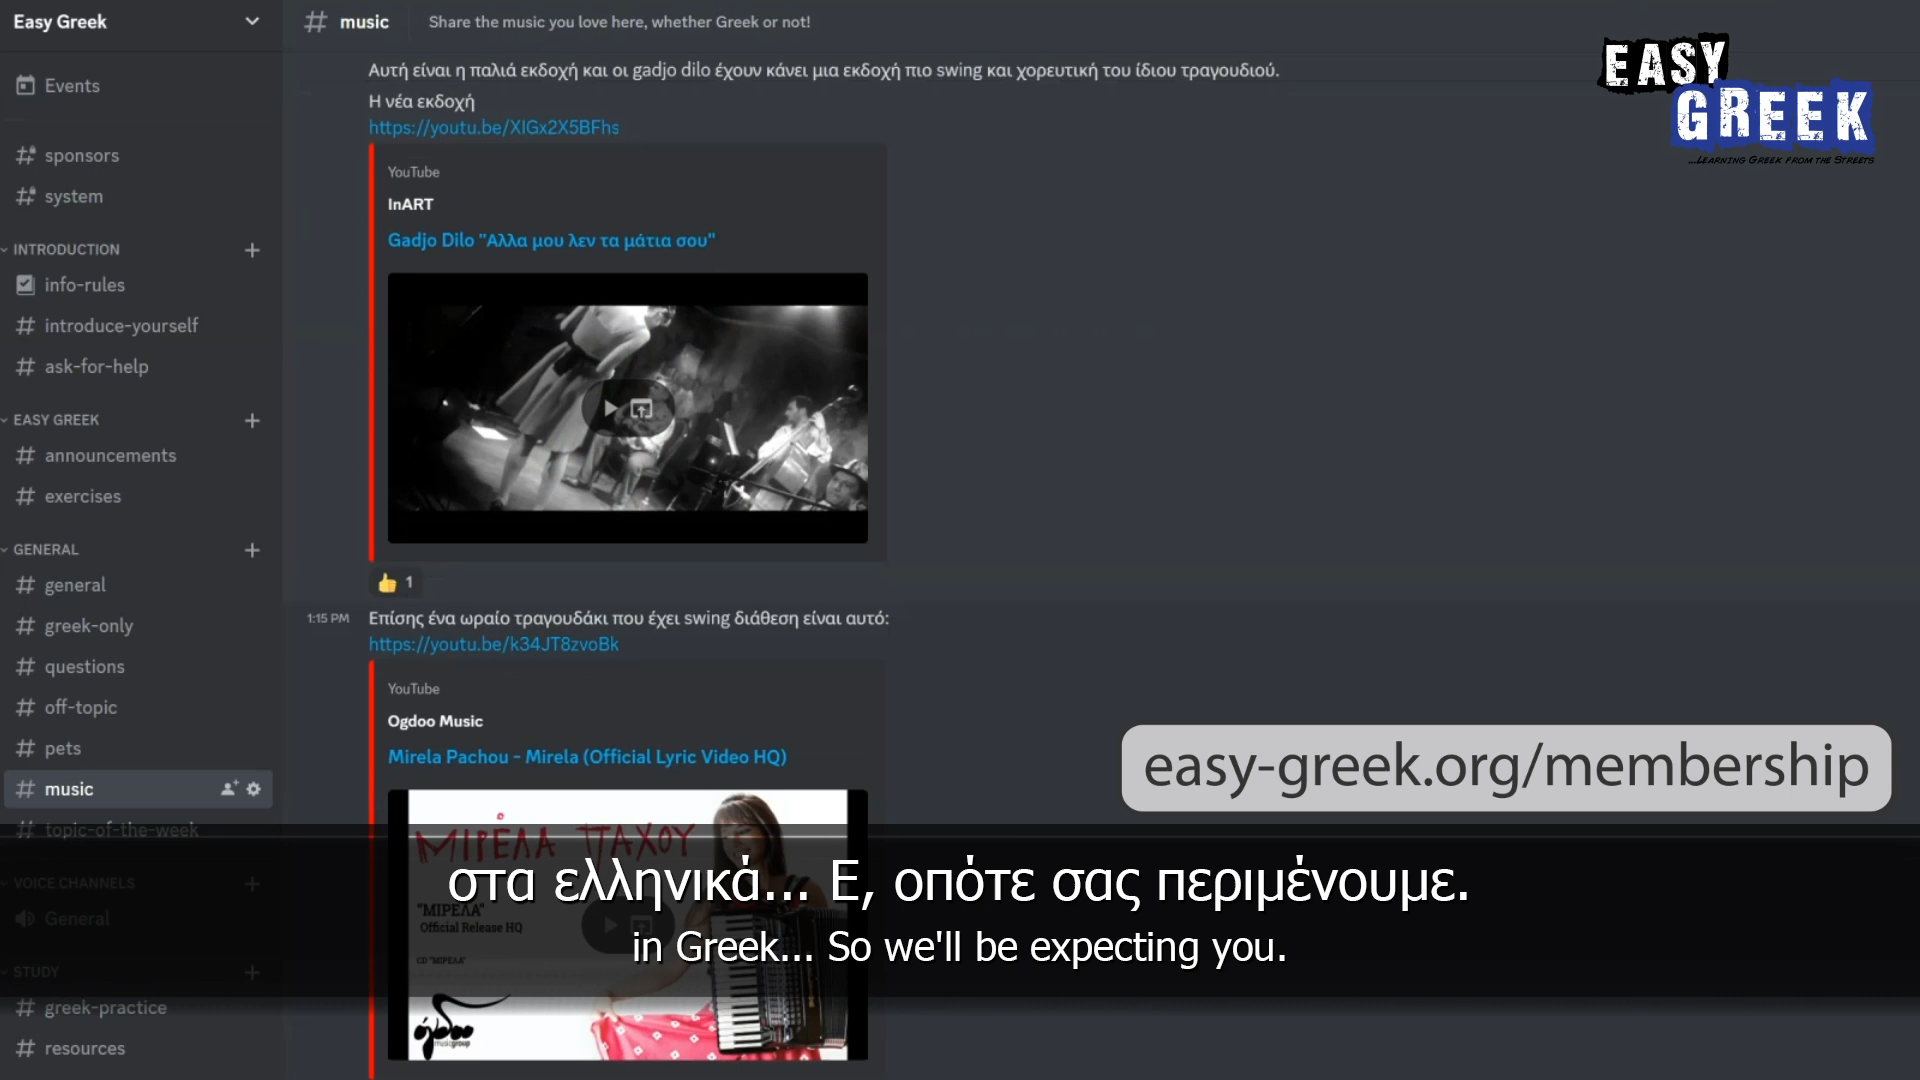 Easy Greek
Events
sponsors
system
INTRODUCTION
info-rules
introduce-yourself
ask-for-help
EASY GREEK
announcements
exercises
GENERAL
general
greek-only
questions
off-topic
pets
music
topic-of-the-week
VOICE CHANNELS
General
STUDY
greek-practice
resources
music
Share the music you love here, whether Greek or not!
Αυτή είναι η παλιά εκδοχή και οι gadjo dilo έχουν κάνει μια εκδοχή πιο swing και χορευτική του ίδιου τραγουδιού.
Η νέα εκδοχή
https://youtu.be/XIGx2X5BFhs
YouTube
InART
Gadjo Dilo "Αλλα μου λεν τα μάτια σου"
1
1:15 PM Επίσης ένα ωραίο τραγουδάκι που έχει swing διάθεση είναι αυτό:
https://youtu.be/k34JT8zvoBk
YouTube
Ogdoo Music
Mirela Pachou - Mirela (Official Lyric Video HQ)
ΜΙΡΕΛΑ ΠΑΧΟΥ
"ΜΙΡΕΛΑ"
Official Release HQ
CD "ΜΙΡΕΛΑ"
όγδοο
musicgroup
EASY
GREEK
...Learning Greek from the Streets
easy-greek.org/membership
στα ελληνικά... Ε, οπότε σας περιμένουμε.
in Greek... So we'll be expecting you.